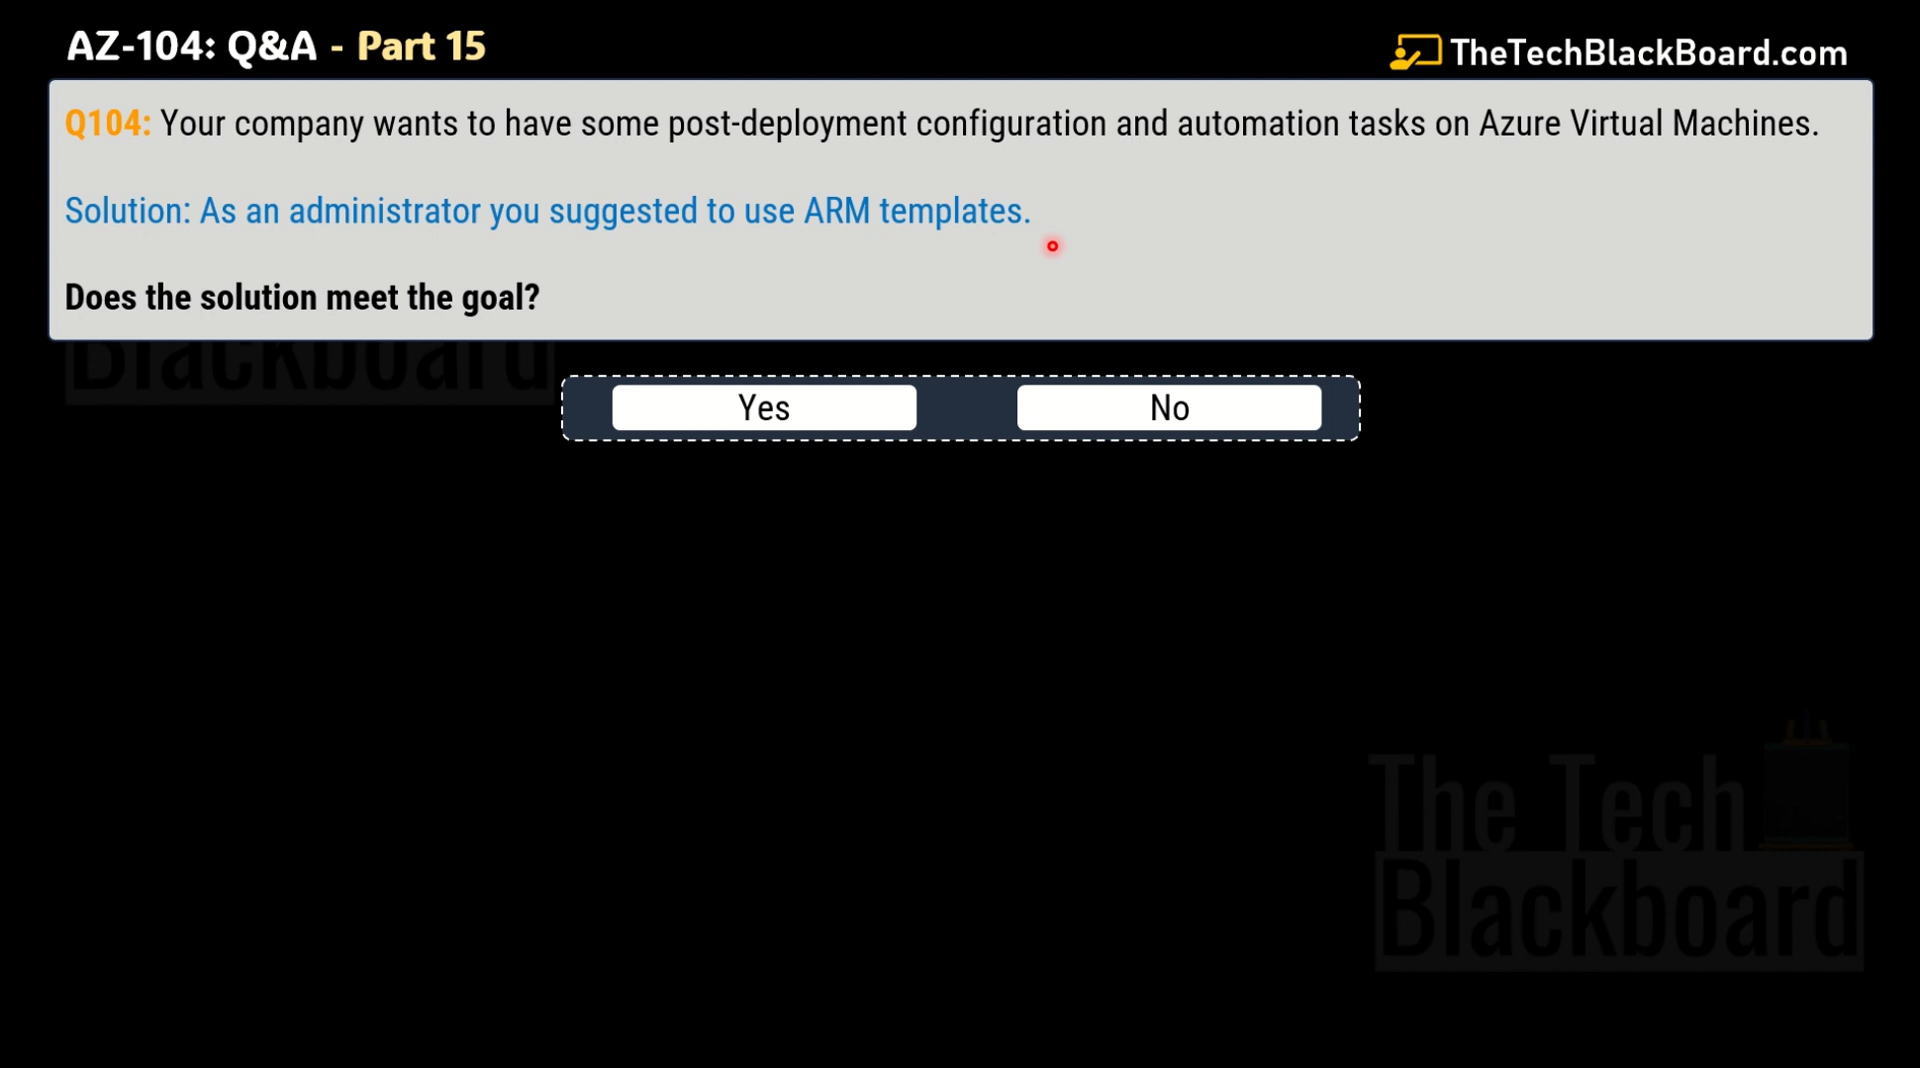 AZ-104: Q&A - Part 15
TheTechBlackBoard.com
Q104: Your company wants to have some post-deployment configuration and automation tasks on Azure Virtual Machines.
Solution: As an administrator you suggested to use ARM templates.
Does the solution meet the goal?
Blackboard
Yes
No
The Tech
Blackboard